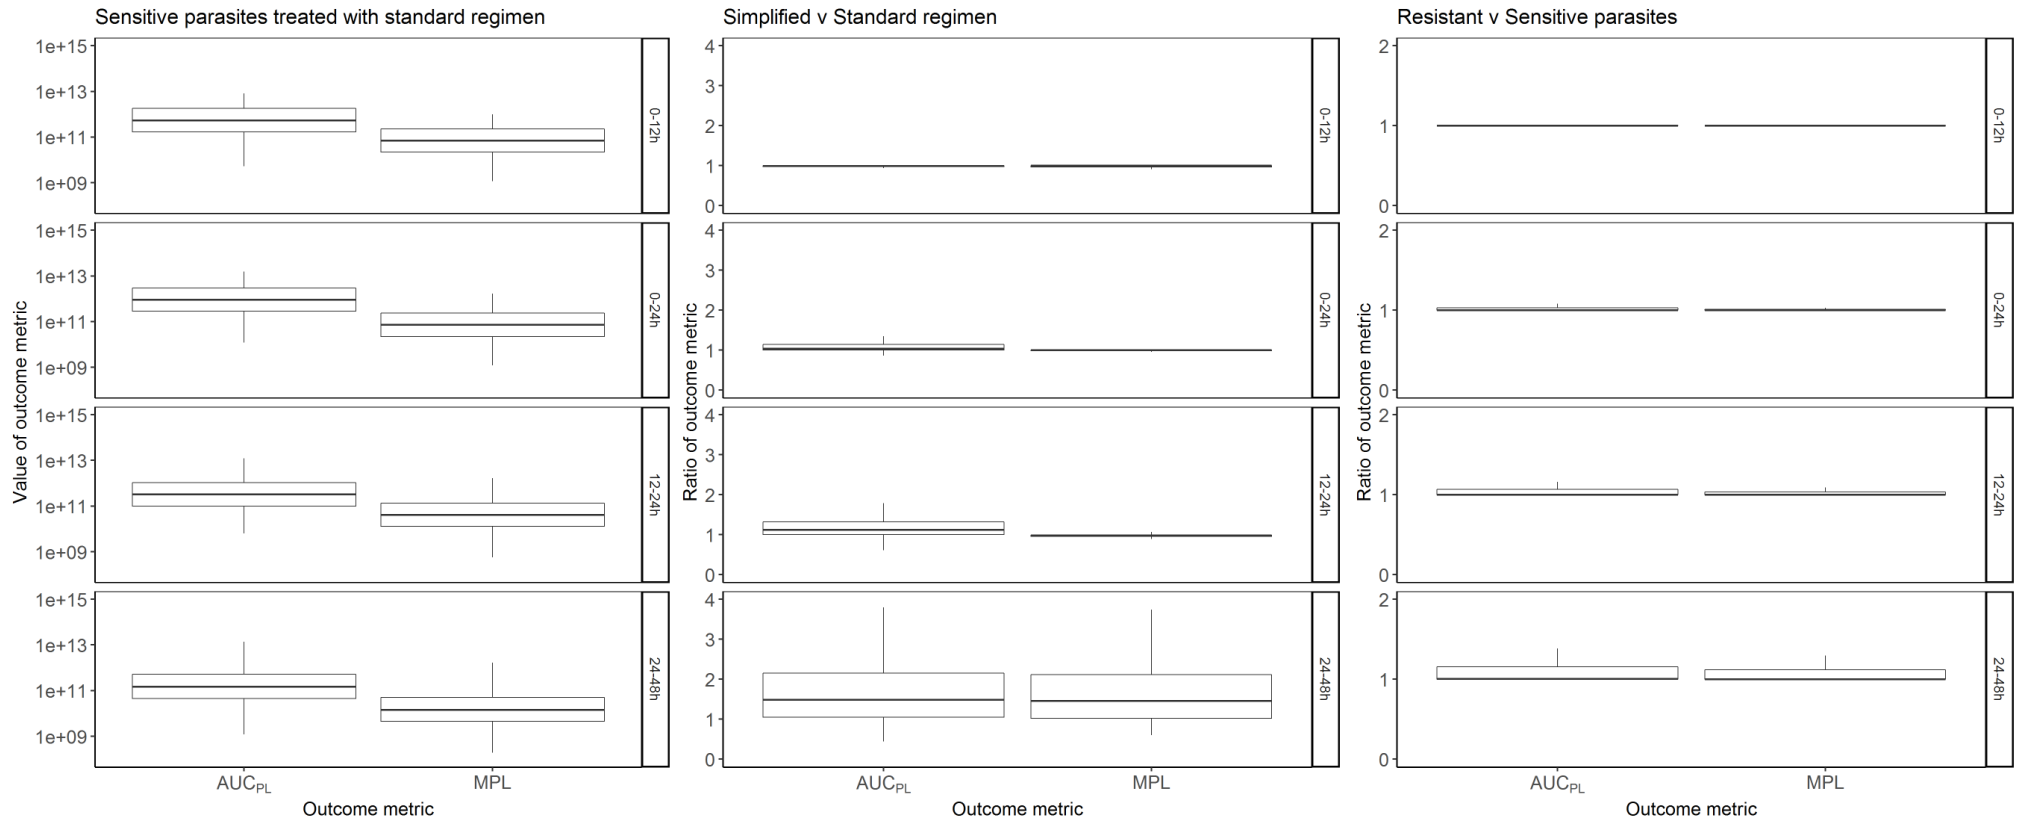 Sensitive parasites treated with standard regimen
Value of outcome metric
1e+15
1e+13
1e+11
1e+09
0-12h
1e+15
1e+13
1e+11
1e+09
0-24h
1e+15
1e+13
1e+11
1e+09
12-24h
1e+15
1e+13
1e+11
1e+09
24-48h
AUCPL
MPL
Outcome metric
Simplified v Standard regimen
Ratio of outcome metric
4
3
2
1
0
0-12h
4
3
2
1
0
0-24h
4
3
2
1
0
12-24h
4
3
2
1
0
24-48h
AUCPL
MPL
Outcome metric
Resistant v Sensitive parasites
Ratio of outcome metric
2
1
0
0-12h
2
1
0
0-24h
2
1
0
12-24h
2
1
0
24-48h
AUCPL
MPL
Outcome metric